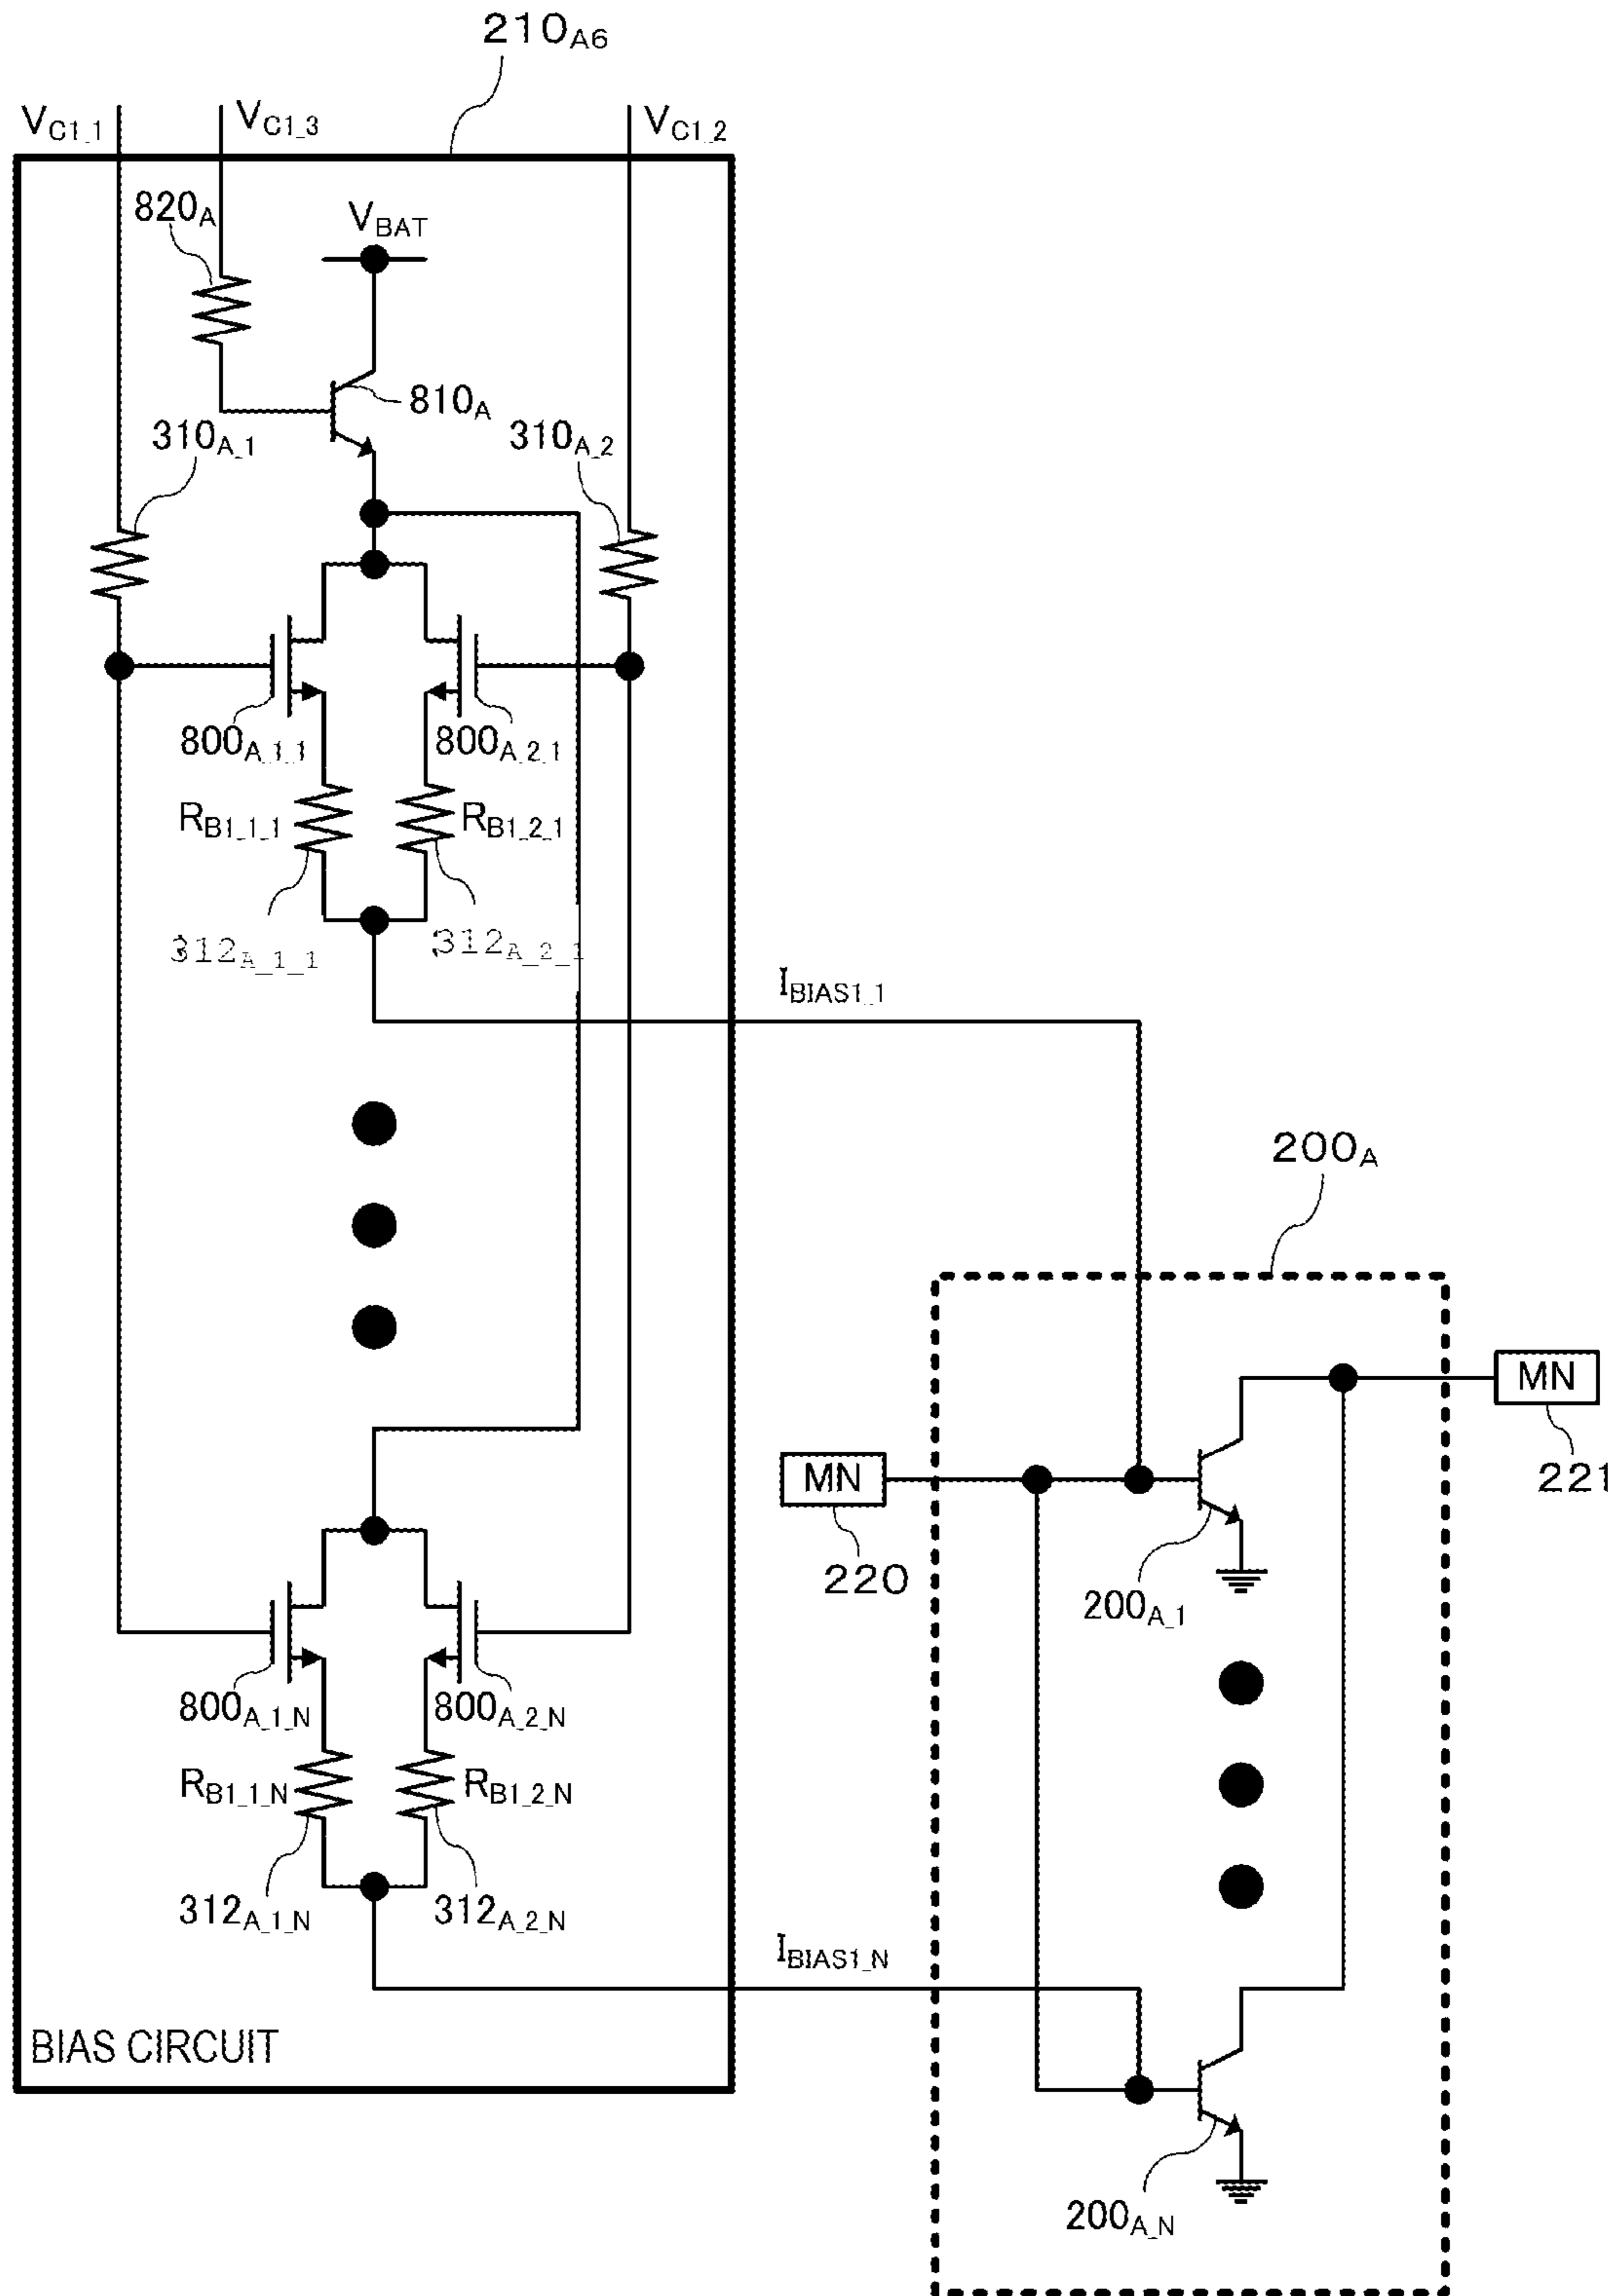 210A6
VC1_1
VC1_3
VC1_2
820A
VBAT
810A
310A_1
310A_2
800A_1_1
800A_2_1
RB1_1_1
RB1_2_1
312A_1_1
312A_2_1
IBIAS1_1
200A
MN
MN
221
220
200A_1
800A_1_N
800A_2_N
RB1_1_N
RB1_2_N
312A_1_N
312A_2_N
IBIAS1_N
BIAS CIRCUIT
200A_N